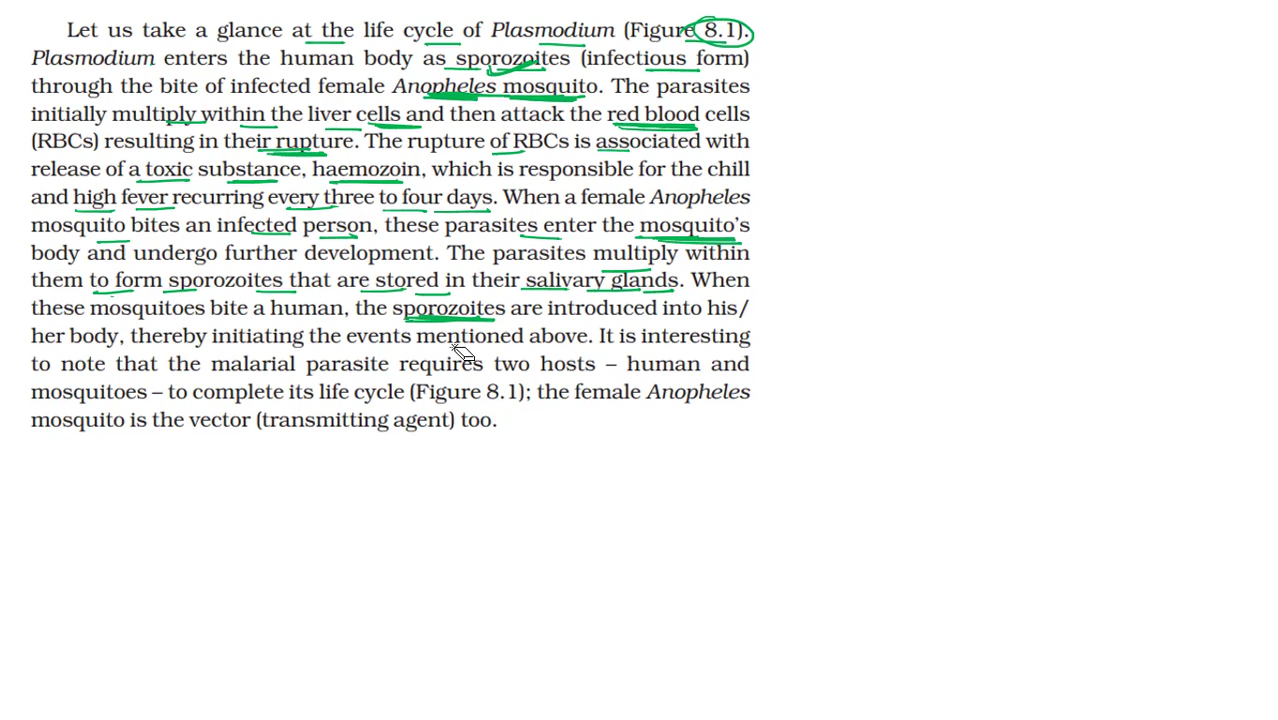 Let us take a glance at the life cycle of Plasmodium (Figure 8.1).
Plasmodium enters the human body as sporozoites (infectious form)
through the bite of infected female Anopheles mosquito. The parasites
initially multiply within the liver cells and then attack the red blood cells
(RBCs) resulting in their rupture. The rupture of RBCs is associated with
release of a toxic substance, haemozoin, which is responsible for the chill
and high fever recurring every three to four days. When a female Anopheles
mosquito bites an infected person, these parasites enter the mosquito's
body and undergo further development. The parasites multiply within
them to form sporozoites that are stored in their salivary glands. When
these mosquitoes bite a human, the sporozoites are introduced into his/
her body, thereby initiating the events mentioned above. It is interesting
to note that the malarial parasite requires two hosts – human and
mosquitoes – to complete its life cycle (Figure 8.1); the female Anopheles
mosquito is the vector (transmitting agent) too.